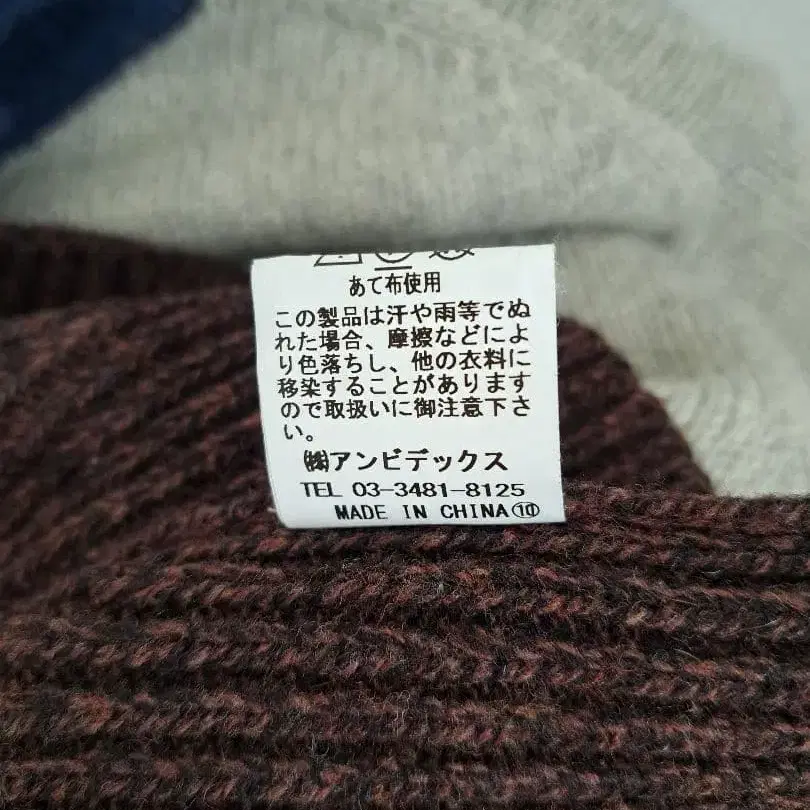 あて布使用
この製品は汗や雨等でぬ
れた場合、摩擦などによ
り色落ちし、他の衣料に
移染することがあります
ので取扱いに御注意下さ
い。
㈱アンビデックス
TEL 03-3481-8125
MADE IN CHINA⑩